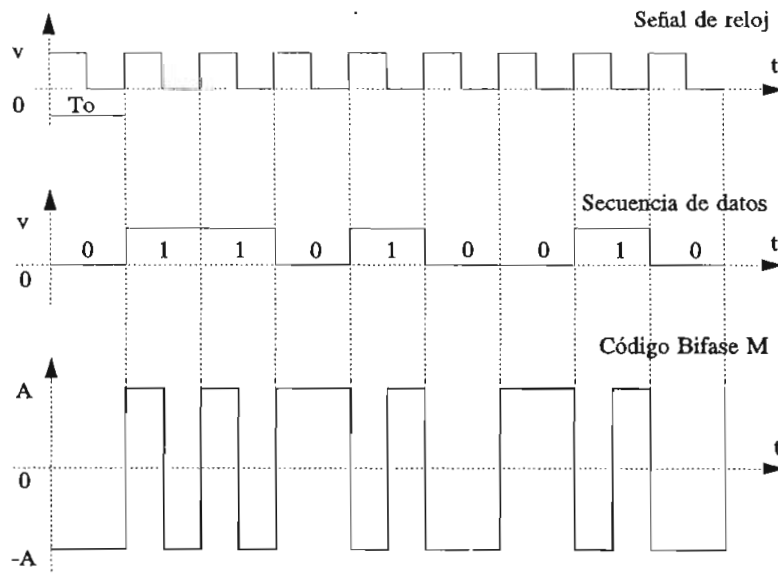 Señal de reloj
v
t
0
To
Secuencia de datos
v
0 1 1 0 1 0 0 1 0
t
0
Código Bifase M
A
t
0
-A